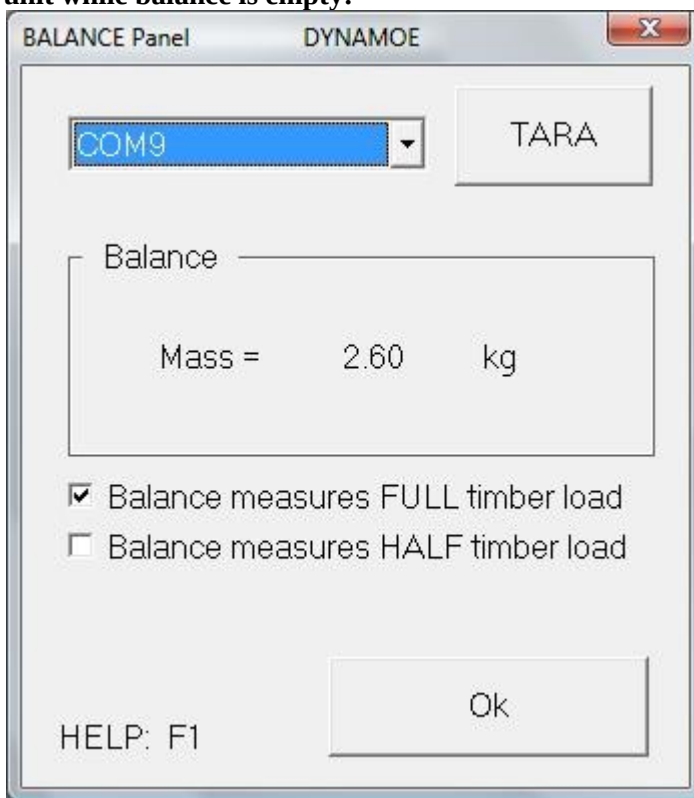 unit while balance is empty!
BALANCE Panel DYNAMOE
COM9
TARA
Balance
Mass = 2.60 kg
Balance measures FULL timber load
Balance measures HALF timber load
Ok
HELP: F1